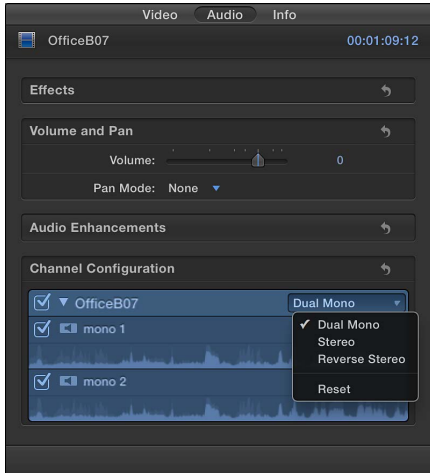 Video Audio Info
OfficeB07 00:01:09:12
Effects
Volume and Pan
Volume: 0
Pan Mode: None
Audio Enhancements
Channel Configuration
OfficeB07 Dual Mono
mono 1
mono 2
✓ Dual Mono
Stereo
Reverse Stereo
Reset